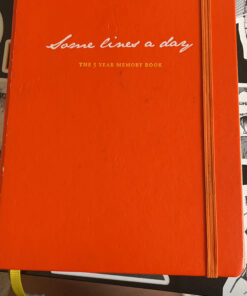 Some lines a day
THE 5 YEAR MEMORY BOOK